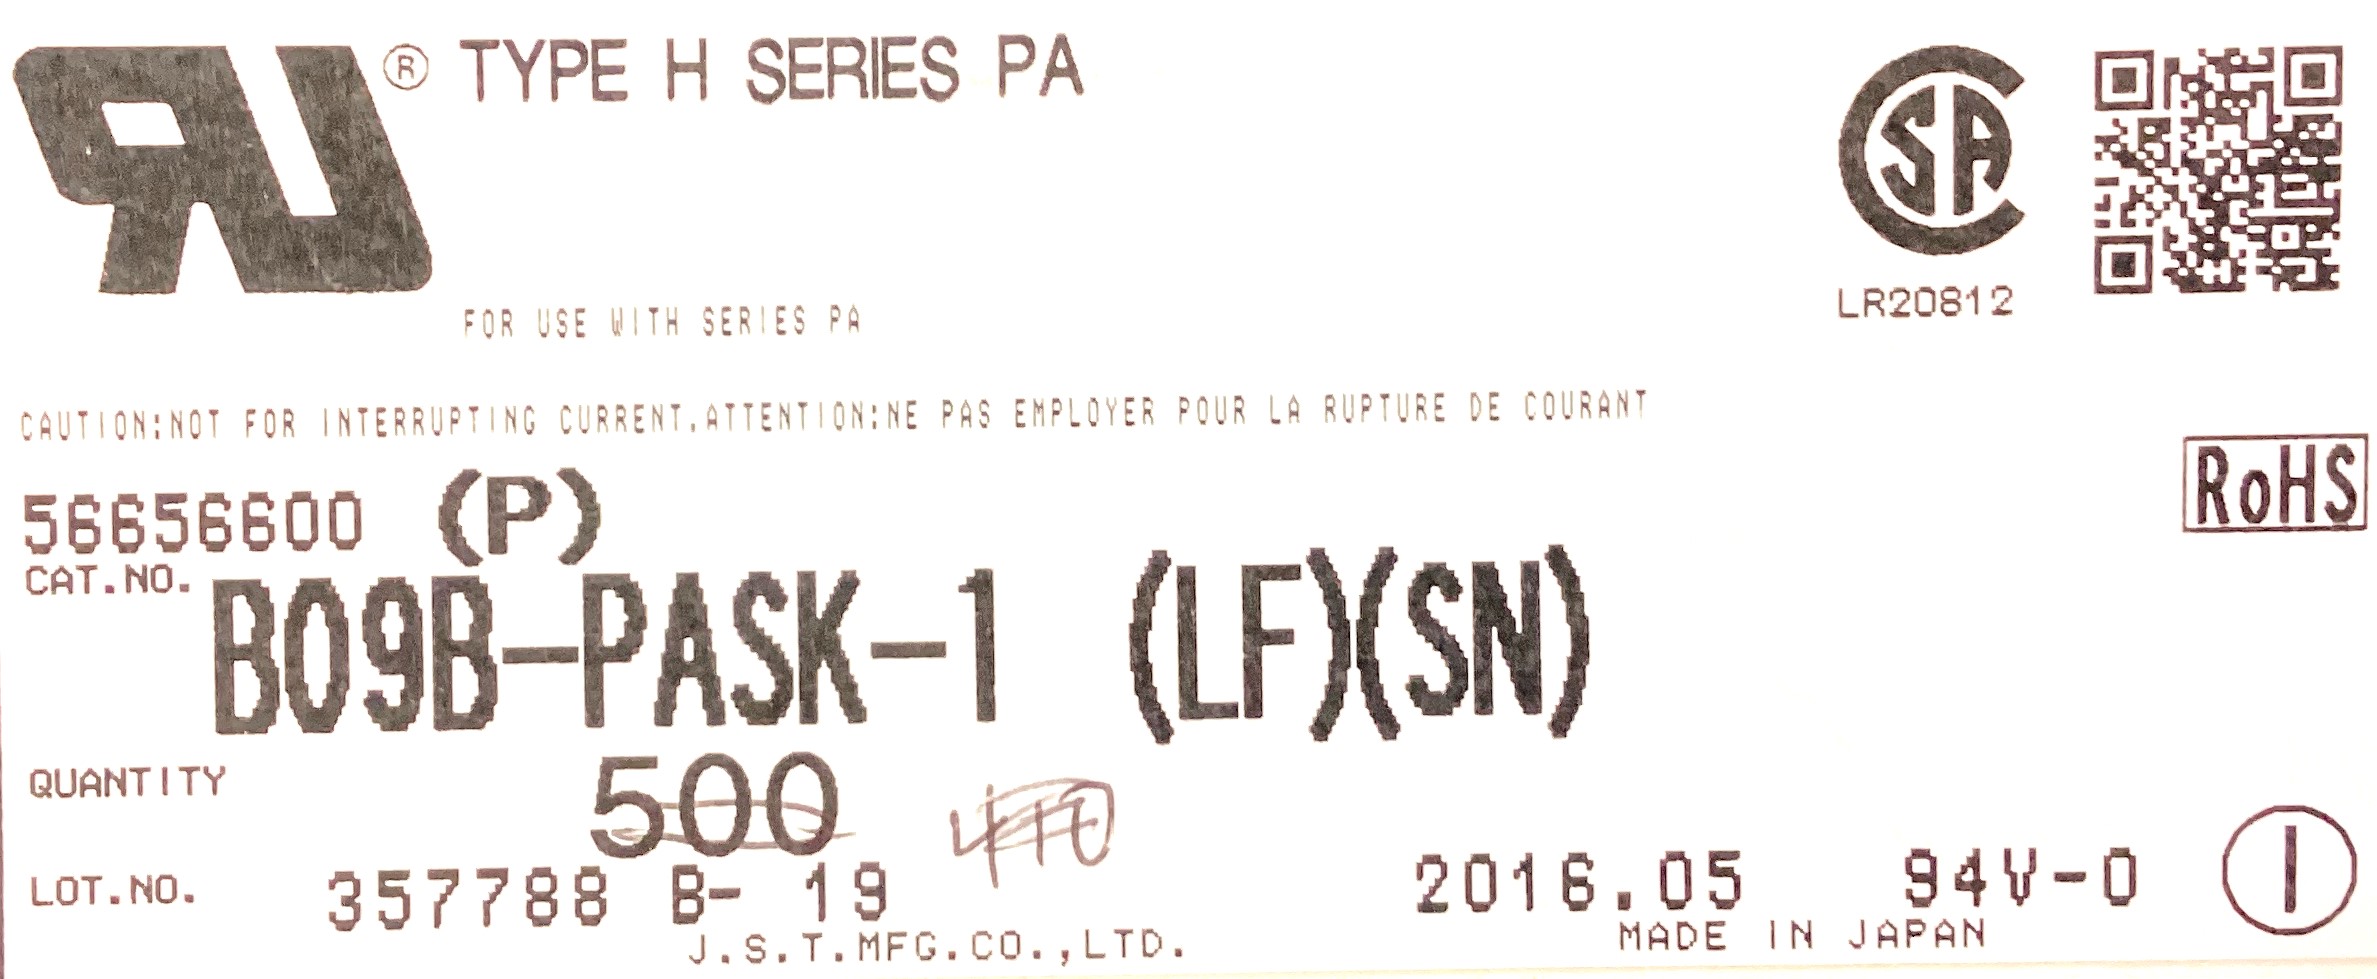 ® TYPE H SERIES PA
CSA
LR20812
FOR USE WITH SERIES PA
CAUTION:NOT FOR INTERRUPTING CURRENT.ATTENTION:NE PAS EMPLOYER POUR LA RUPTURE DE COURANT
RoHS
56656600 (P)
CAT.NO. B09B-PASK-1 (LF)(SN)
QUANTITY 500
LOT.NO. 357788 B- 19 2016.05 94V-0 1
J.S.T.MFG.CO.,LTD. MADE IN JAPAN